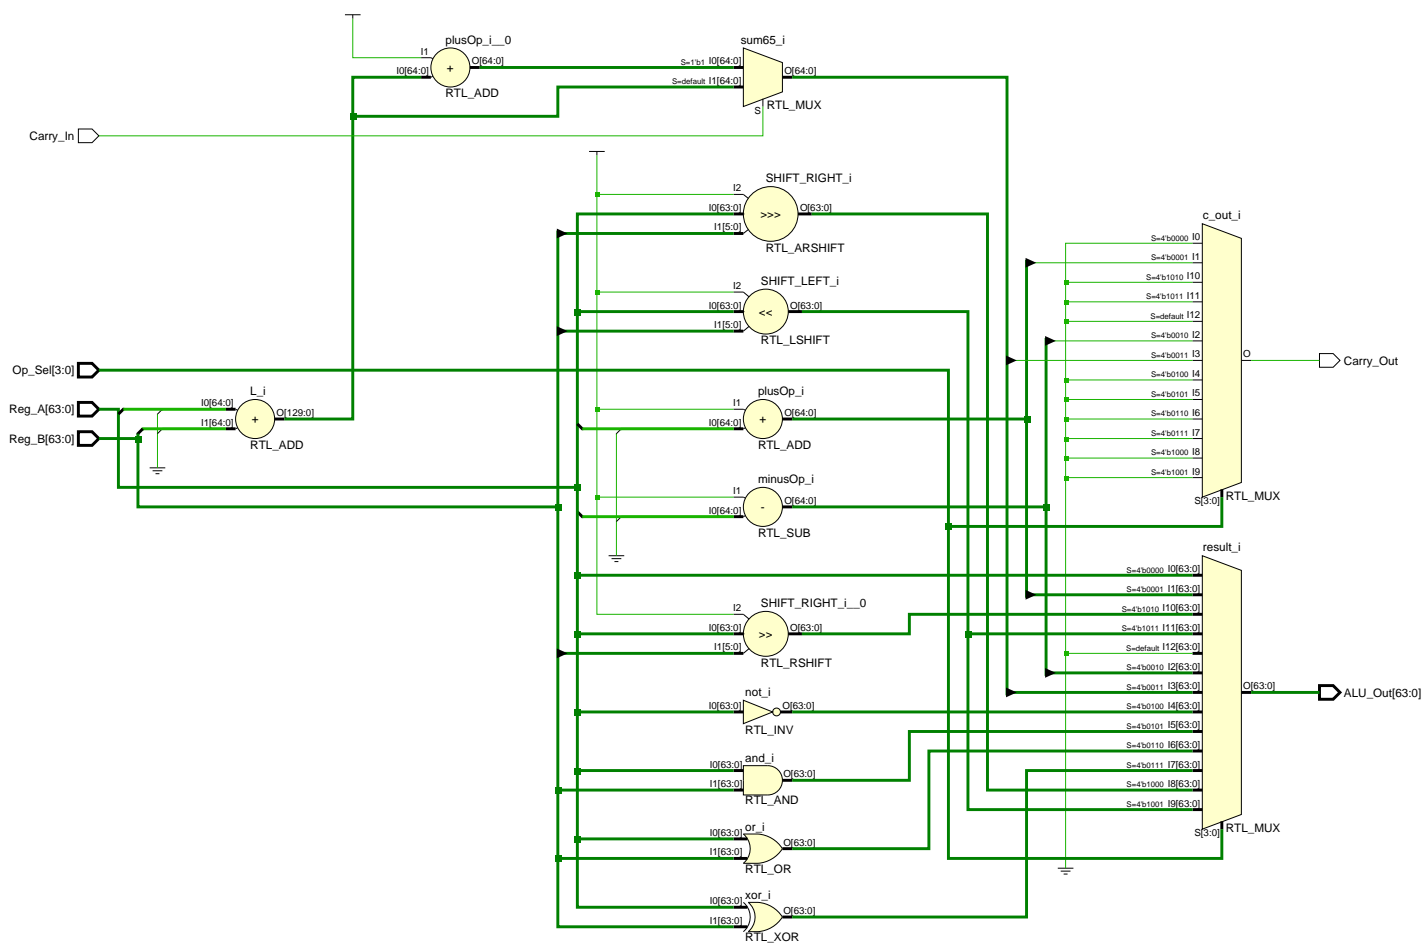 plusOp_i__0
I1
I0[64:0]
+
O[64:0]
RTL_ADD
sum65_i
S=1'b1 I0[64:0]
S=default I1[64:0]
S
O[64:0]
RTL_MUX
Carry_In
SHIFT_RIGHT_i
I2
I0[63:0]
I1[5:0]
>>>
O[63:0]
RTL_ARSHIFT
SHIFT_LEFT_i
I2
I0[63:0]
I1[5:0]
<<
O[63:0]
RTL_LSHIFT
c_out_i
S=4'b0000 I0
S=4'b0001 I1
S=4'b1010 I10
S=4'b1011 I11
S=default I12
S=4'b0010 I2
S=4'b0011 I3
S=4'b0100 I4
S=4'b0101 I5
S=4'b0110 I6
S=4'b0111 I7
S=4'b1000 I8
S=4'b1001 I9
S[3:0]
O
RTL_MUX
Carry_Out
Op_Sel[3:0]
Reg_A[63:0]
Reg_B[63:0]
L_i
I0[64:0]
I1[64:0]
+
O[129:0]
RTL_ADD
plusOp_i
I1
I0[64:0]
+
O[64:0]
RTL_ADD
minusOp_i
I1
I0[64:0]
-
O[64:0]
RTL_SUB
SHIFT_RIGHT_i__0
I2
I0[63:0]
I1[5:0]
>>
O[63:0]
RTL_RSHIFT
not_i
I0[63:0]
O[63:0]
RTL_INV
and_i
I0[63:0]
I1[63:0]
O[63:0]
RTL_AND
or_i
I0[63:0]
I1[63:0]
O[63:0]
RTL_OR
xor_i
I0[63:0]
I1[63:0]
O[63:0]
RTL_XOR
result_i
S=4'b0000 I0[63:0]
S=4'b0001 I1[63:0]
S=4'b1010 I10[63:0]
S=4'b1011 I11[63:0]
S=default I12[63:0]
S=4'b0010 I2[63:0]
S=4'b0011 I3[63:0]
S=4'b0100 I4[63:0]
S=4'b0101 I5[63:0]
S=4'b0110 I6[63:0]
S=4'b0111 I7[63:0]
S=4'b1000 I8[63:0]
S=4'b1001 I9[63:0]
S[3:0]
O[63:0]
RTL_MUX
ALU_Out[63:0]